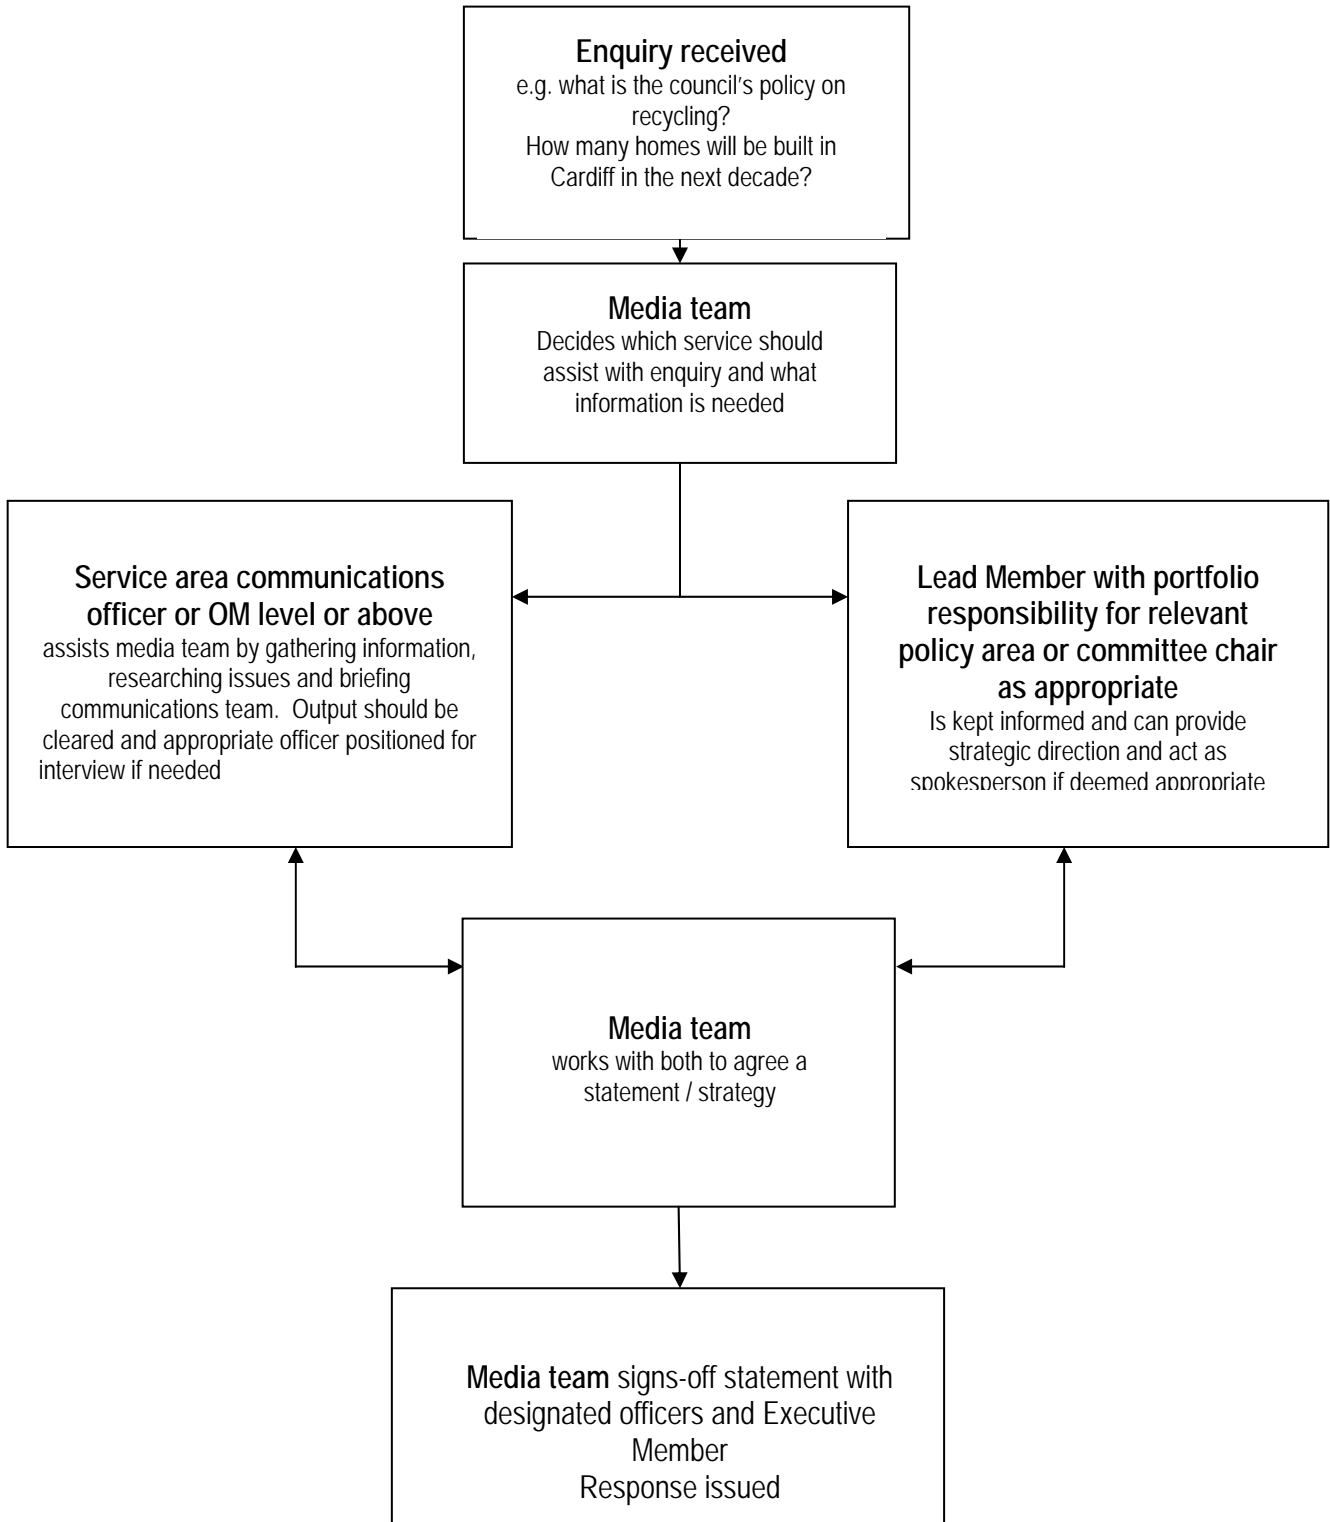 Enquiry received
e.g. what is the council's policy on
recycling?
How many homes will be built in
Cardiff in the next decade?
Media team
Decides which service should
assist with enquiry and what
information is needed
Service area communications
officer or OM level or above
assists media team by gathering information,
researching issues and briefing
communications team.  Output should be
cleared and appropriate officer positioned for
interview if needed
Lead Member with portfolio
responsibility for relevant
policy area or committee chair
as appropriate
Is kept informed and can provide
strategic direction and act as
spokesperson if deemed appropriate
Media team
works with both to agree a
statement / strategy
Media team signs-off statement with
designated officers and Executive
Member
Response issued